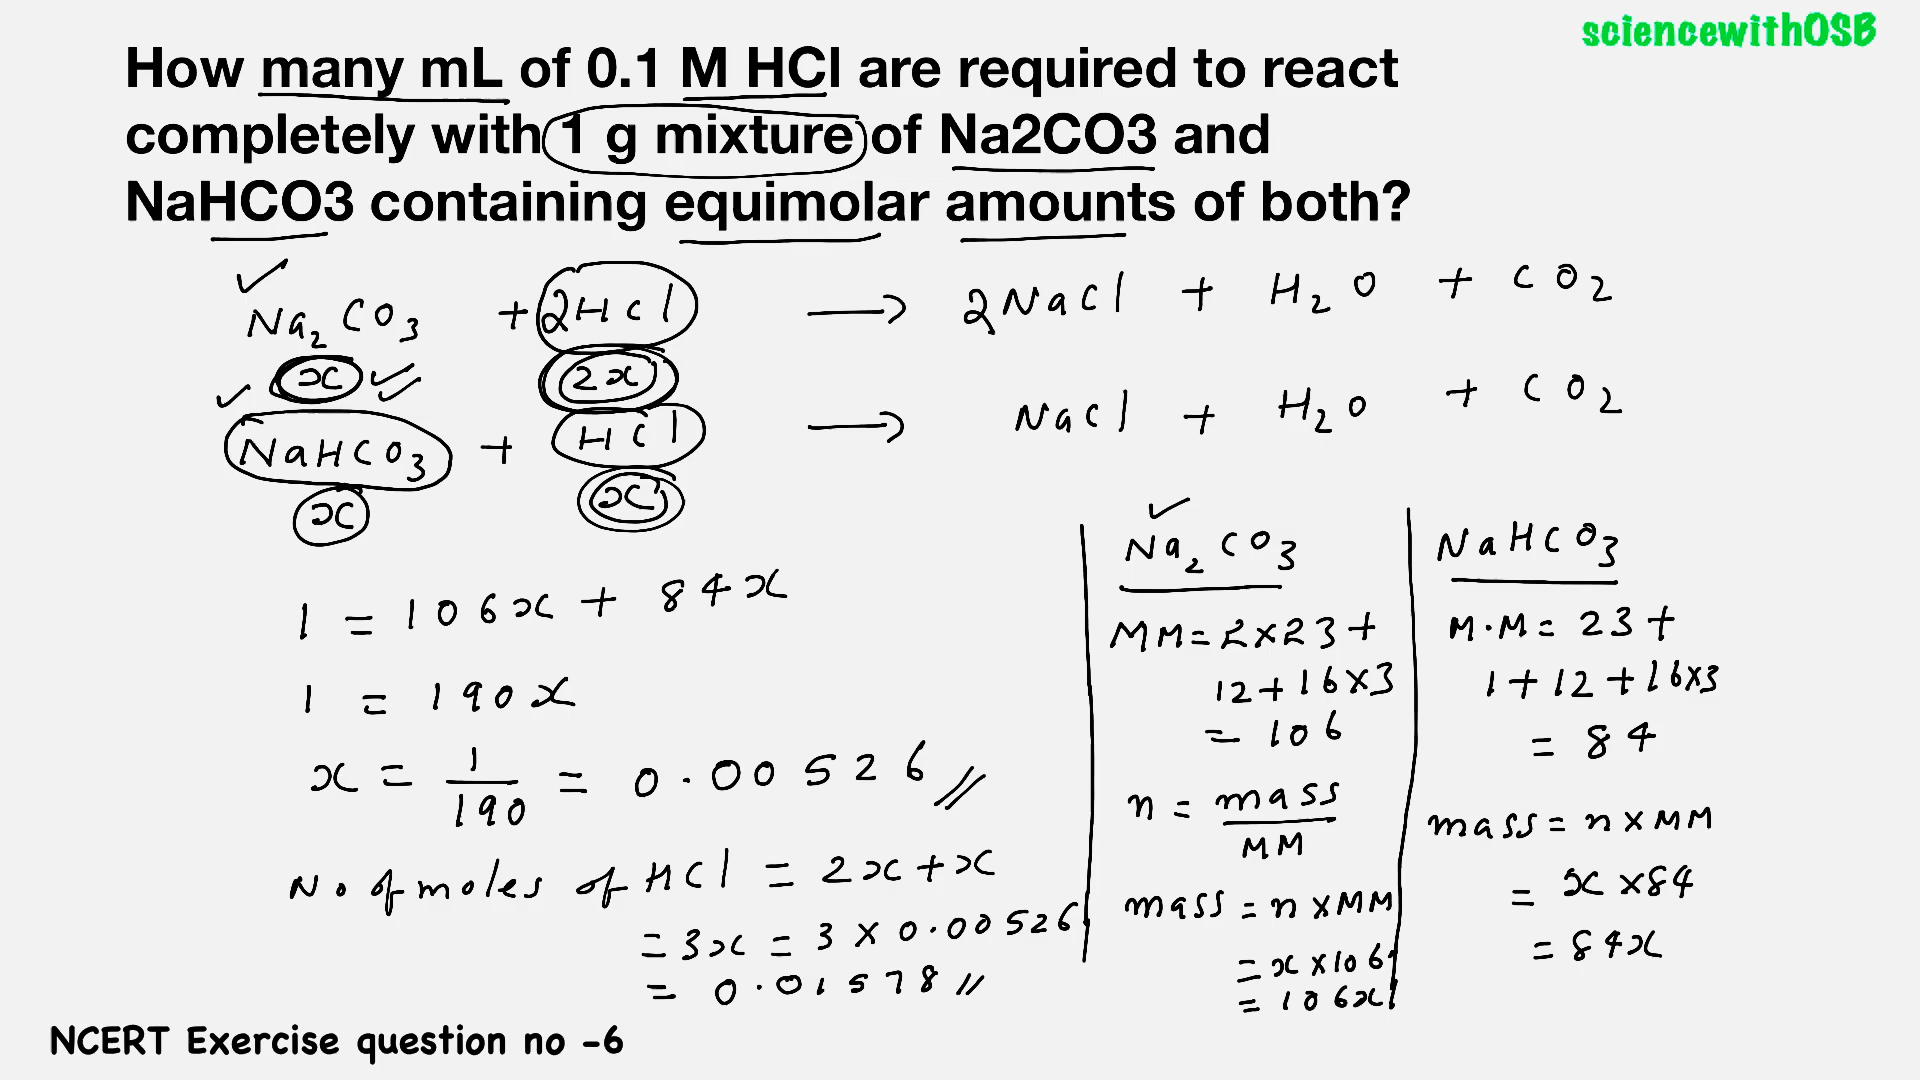 sciencewithOSB
How many mL of 0.1 M HCl are required to react
completely with 1 g mixture of Na2CO3 and
NaHCO3 containing equimolar amounts of both?
Na₂CO₃ + 2HCl ⟶ 2NaCl + H₂O + CO₂
x 2x
NaHCO₃ + HCl ⟶ NaCl + H₂O + CO₂
x x
1 = 106x + 84x
1 = 190x
x = 1/190 = 0.00526 //
No of moles of HCl = 2x + x
= 3x = 3 × 0.00526
= 0.01578 //
Na₂CO₃
MM = 2×23 +
12 + 16×3
= 106
n = mass/MM
mass = n × MM
= x × 106
= 106x
NaHCO₃
M.M = 23 +
1 + 12 + 16×3
= 84
mass = n × MM
= x × 84
= 84x
NCERT Exercise question no -6